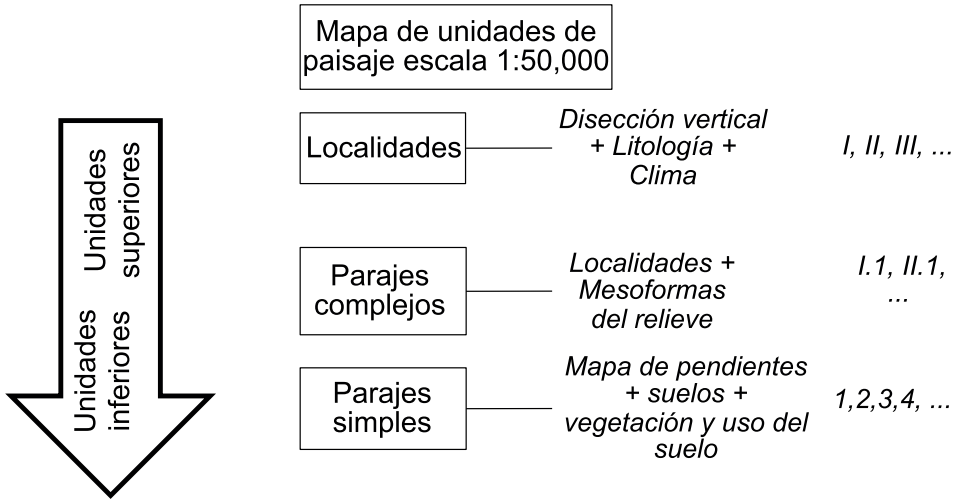 Mapa de unidades de
paisaje escala 1:50,000
Unidades
superiores
Unidades
inferiores
Localidades
Disección vertical
+ Litología +
Clima
I, II, III, ...
Parajes
complejos
Localidades +
Mesoformas
del relieve
I.1, II.1,
...
Parajes
simples
Mapa de pendientes
+ suelos +
vegetación y uso del
suelo
1,2,3,4, ...